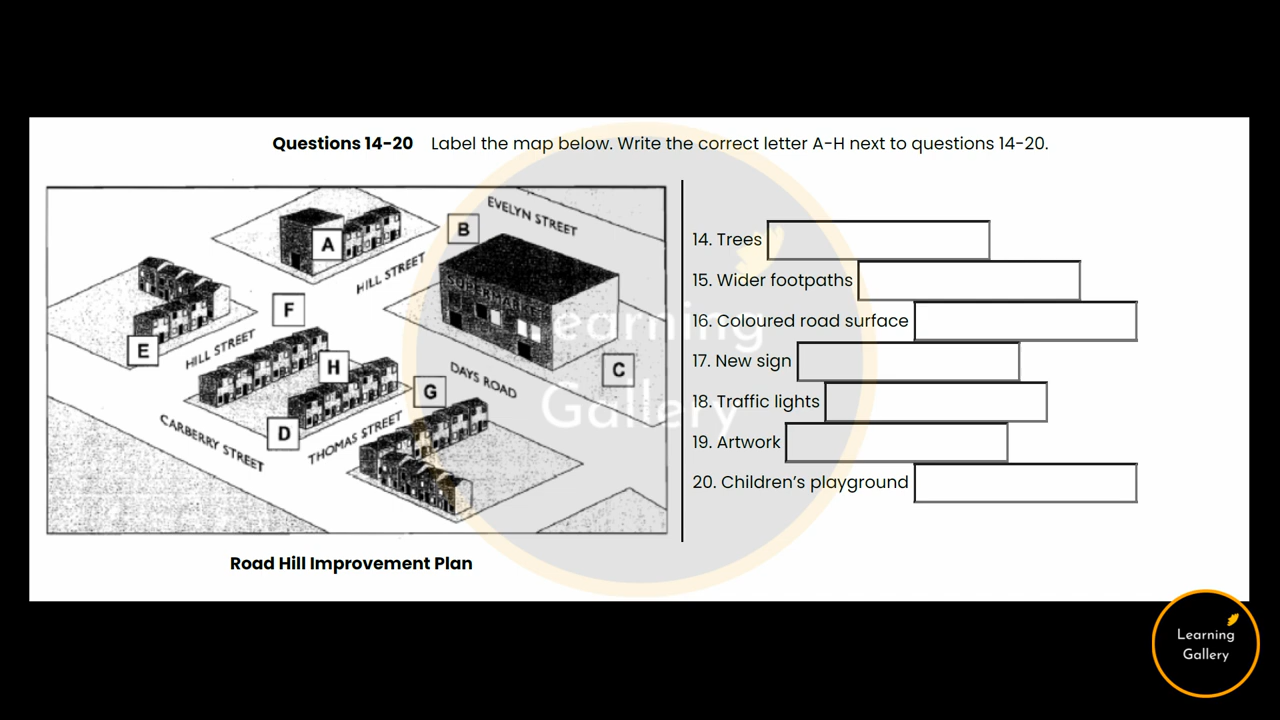 Questions 14-20 Label the map below. Write the correct letter A-H next to questions 14-20.
EVELYN STREET
B
A
HILL STREET
SUPERMARKET
F
E
HILL STREET
H
C
DAYS ROAD
G
D
CARBERRY STREET
THOMAS STREET
Road Hill Improvement Plan
14. Trees
15. Wider footpaths
16. Coloured road surface
17. New sign
18. Traffic lights
19. Artwork
20. Children's playground
Learning
Gallery
Learning
Gallery